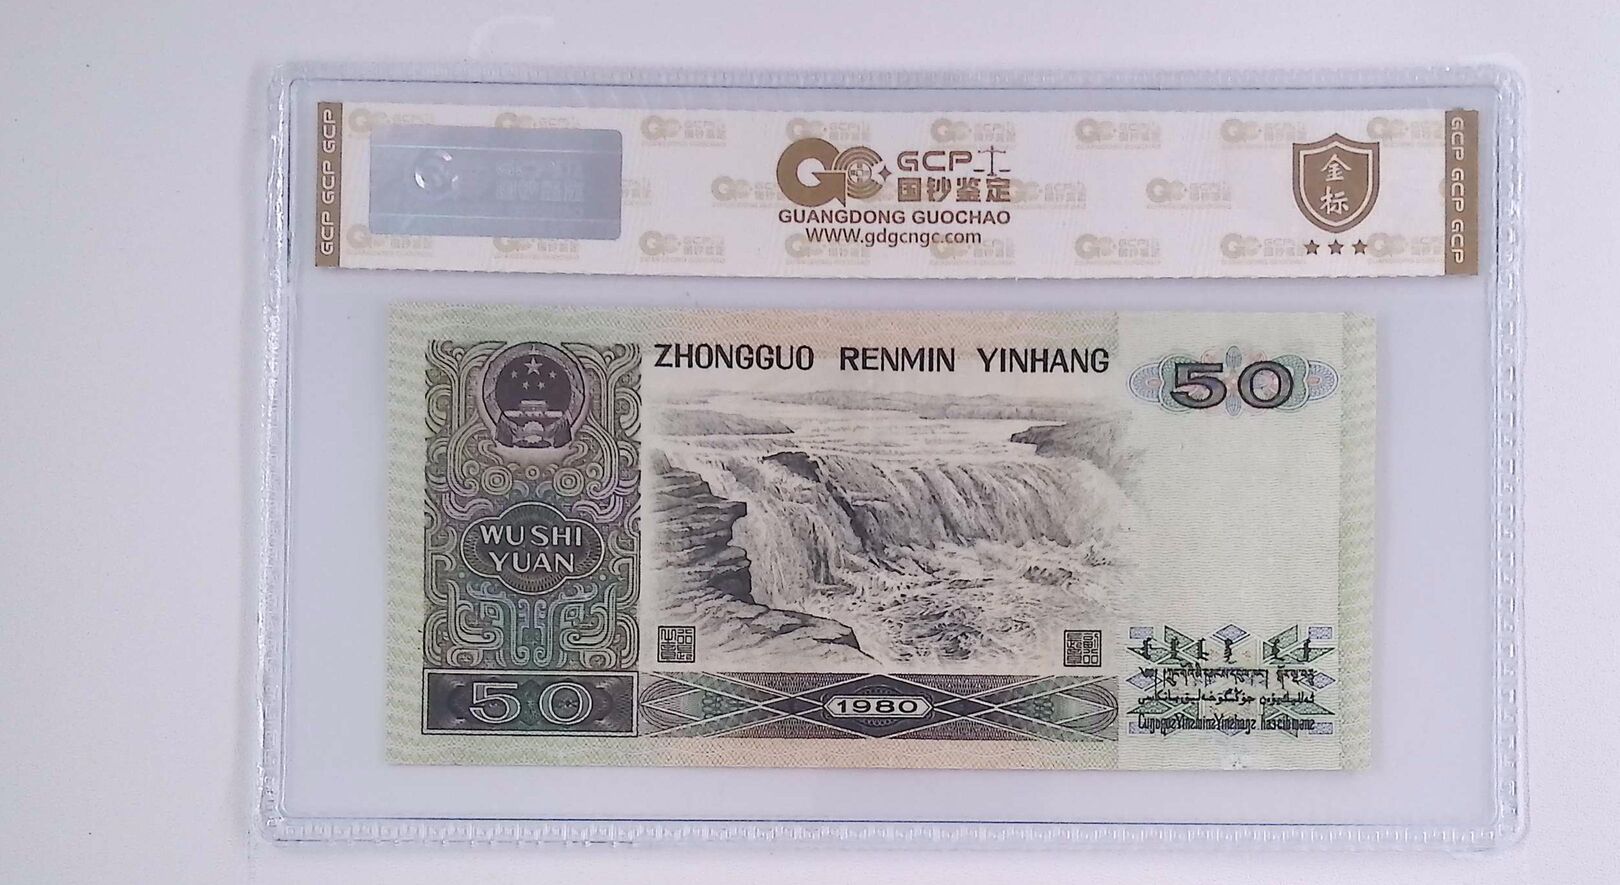 GCP GCP GCP
GCP
国钞鉴定
GUANGDONG GUOCHAO
WWW.gdgcngc.com
金标
GCP GCP GCP
ZHONGGUO RENMIN YINHANG
50
WU SHI
YUAN
50
1980